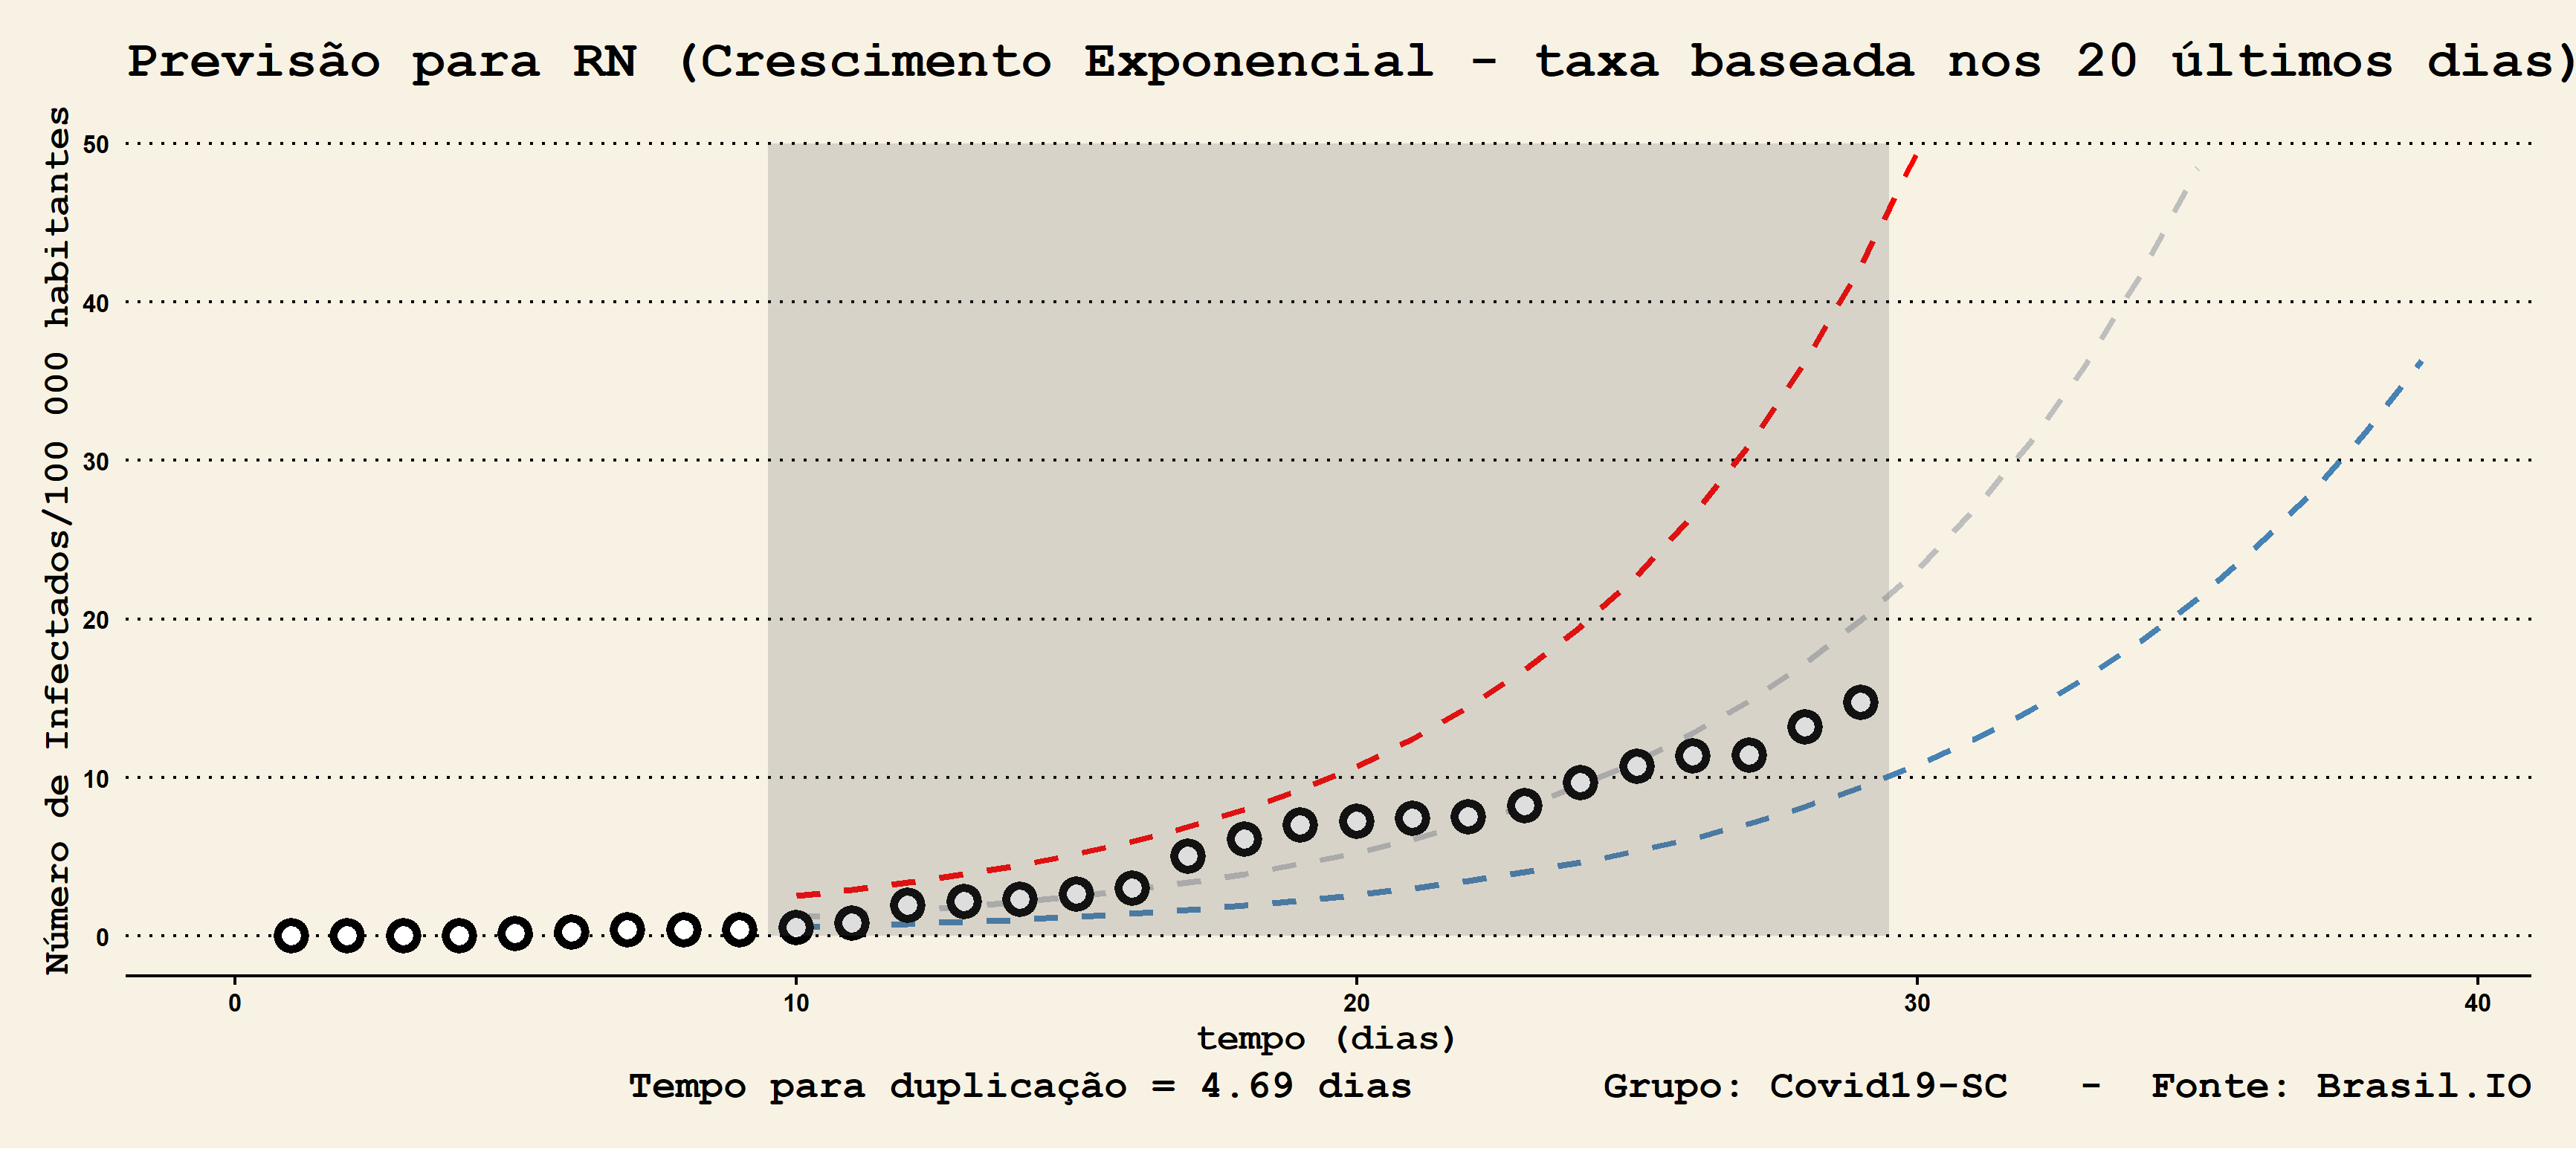 Previsão para RN (Crescimento Exponencial - taxa baseada nos 20 últimos dias)
Número de Infectados/100 000 habitantes
50
40
30
20
10
0
0 10 20 30 40
tempo (dias)
Tempo para duplicação = 4.69 dias Grupo: Covid19-SC - Fonte: Brasil.IO